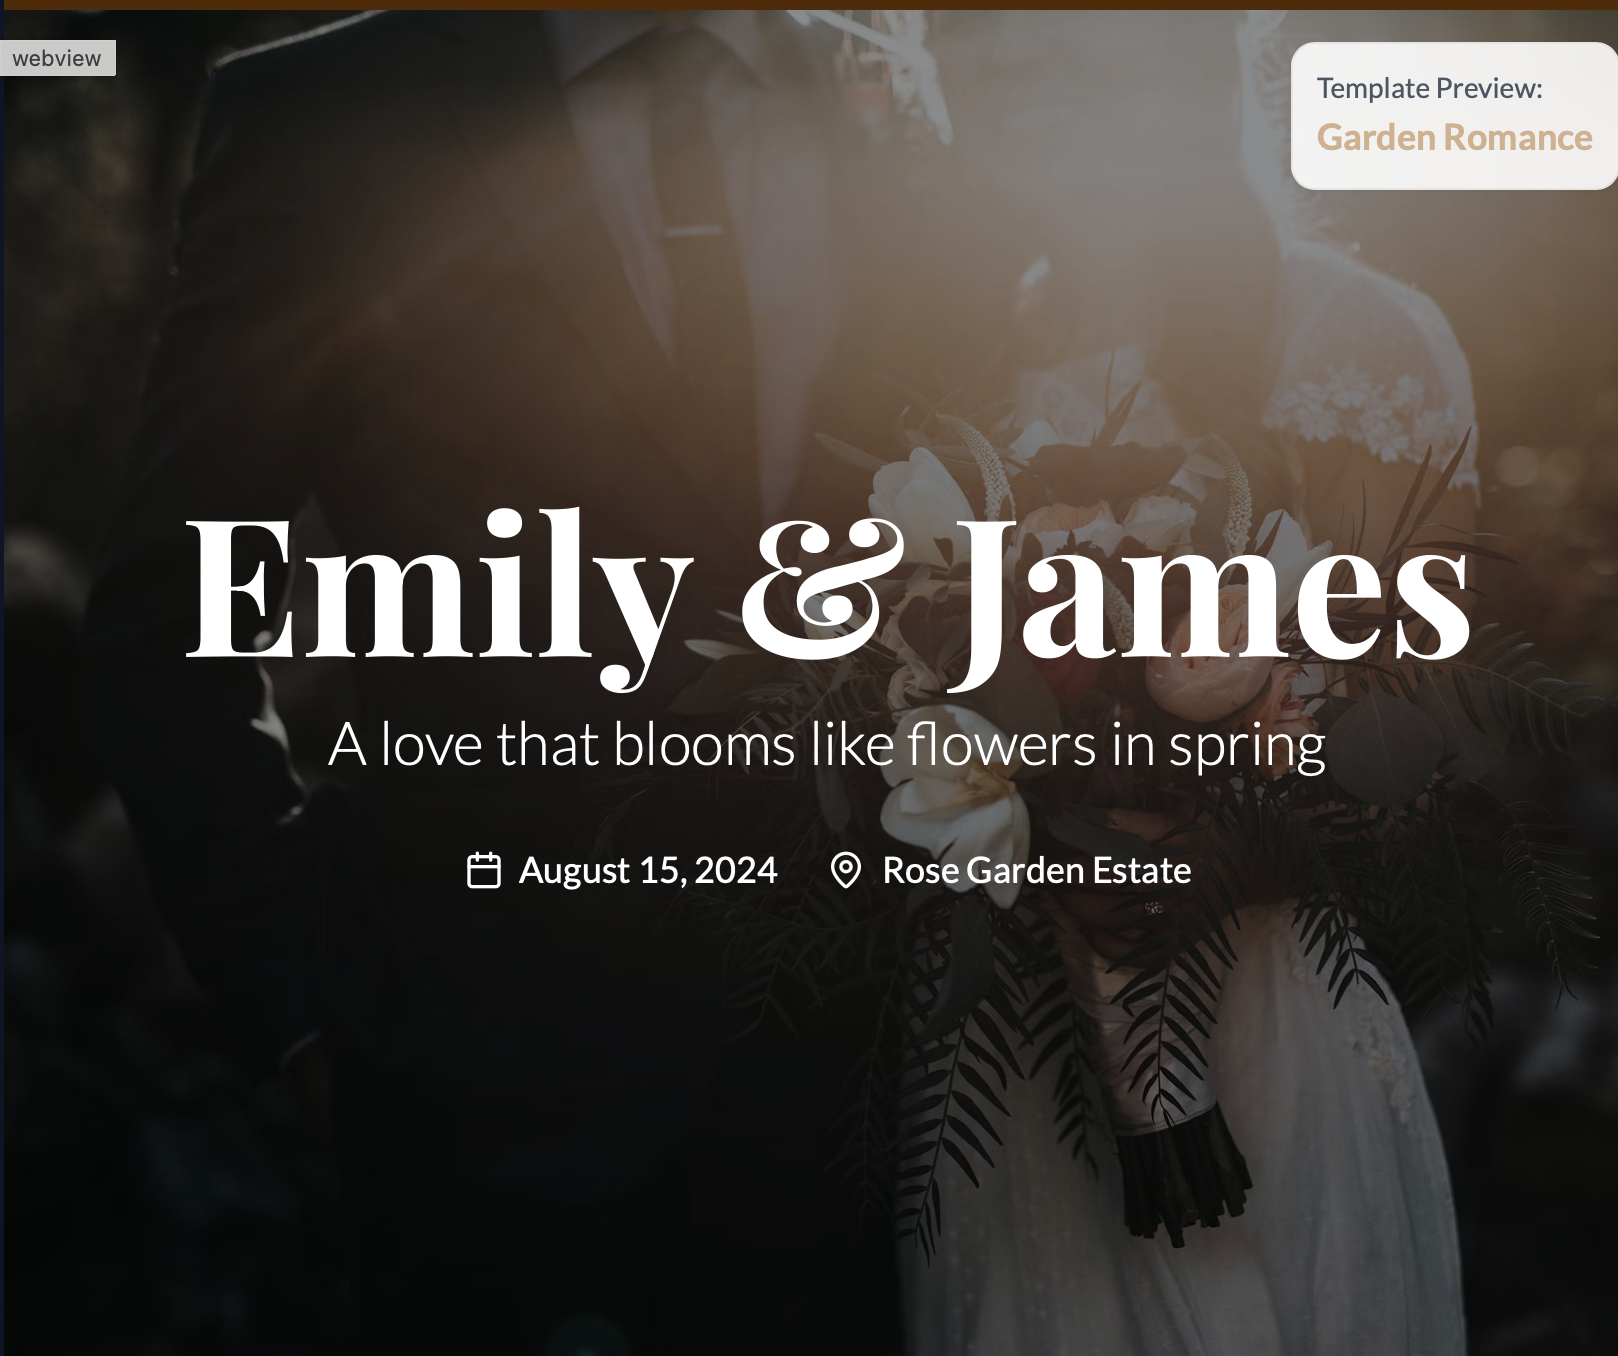 webview
Template Preview:
Garden Romance
Emily & James
A love that blooms like flowers in spring
August 15, 2024
Rose Garden Estate